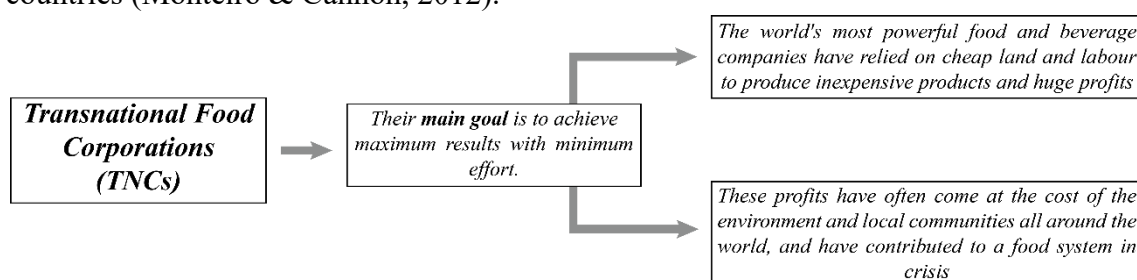 countries (Monteiro & Cannon, 2012).
Transnational Food
Corporations
(TNCs)
Their main goal is to achieve
maximum results with minimum
effort.
The world's most powerful food and beverage
companies have relied on cheap land and labour
to produce inexpensive products and huge profits
These profits have often come at the cost of the
environment and local communities all around the
world, and have contributed to a food system in
crisis